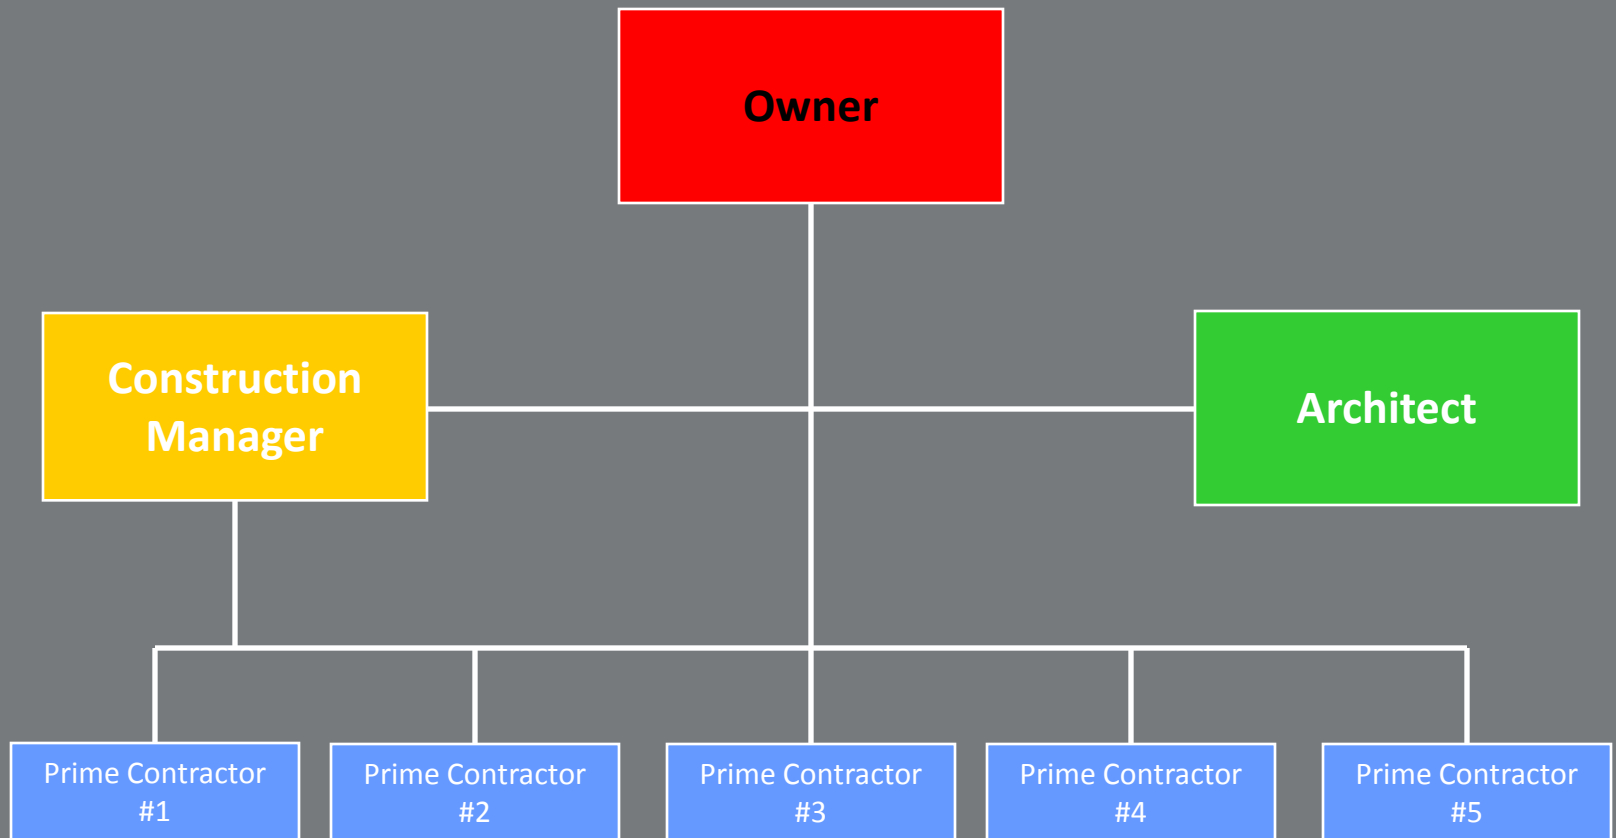 Owner
Construction
Manager
Architect
Prime Contractor
#1
Prime Contractor
#2
Prime Contractor
#3
Prime Contractor
#4
Prime Contractor
#5